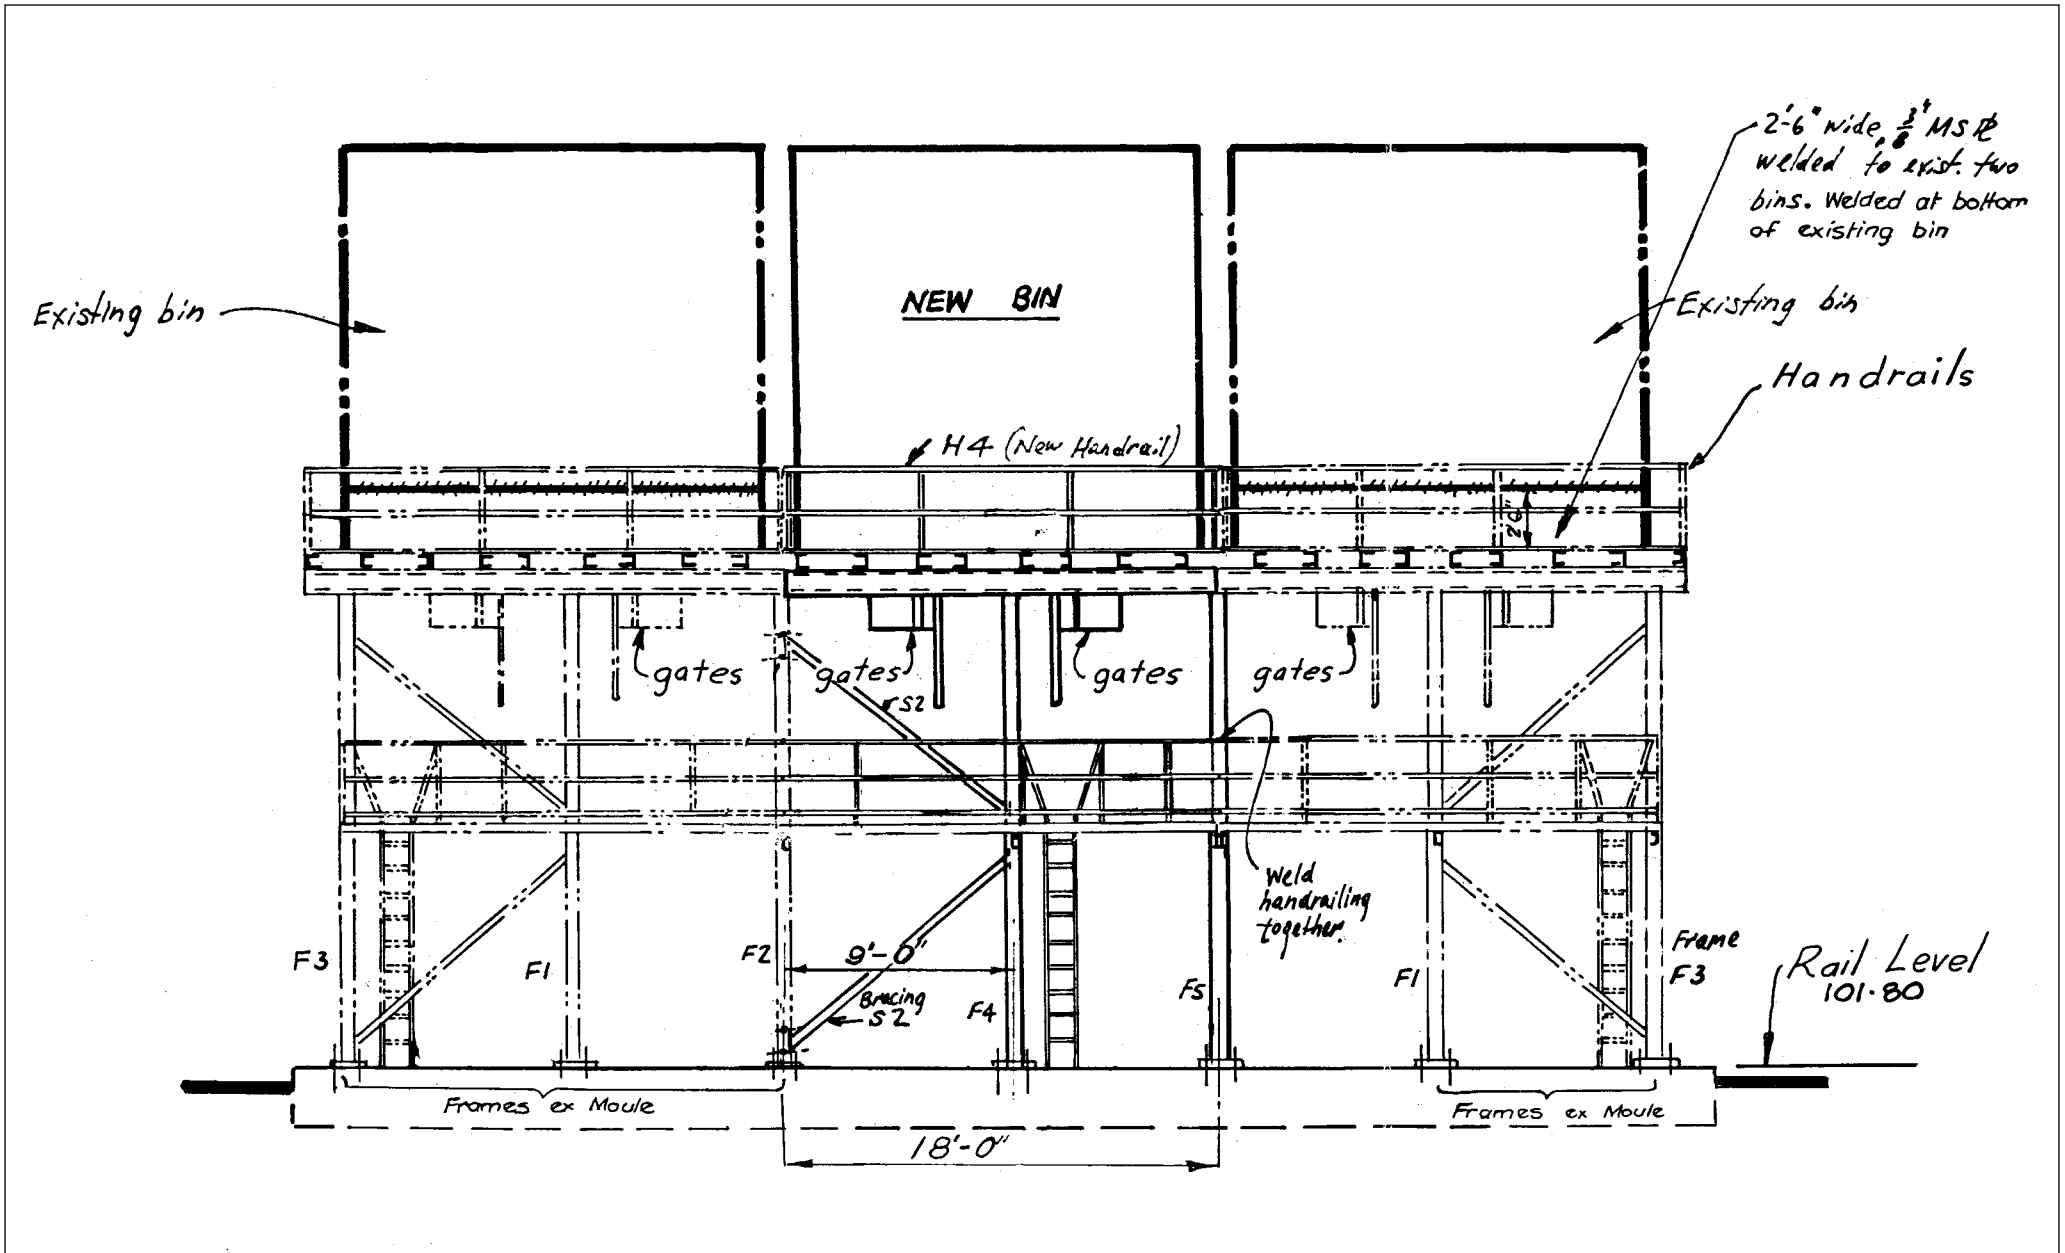 2'-6" wide, 3/8" MS PL
welded to exist. two
bins. Welded at bottom
of existing bin
Existing bin
NEW BIN
Existing bin
Handrails
H4 (New Handrail)
2'6"
gates
gates
gates
gates
S2
Weld
handrailing
together.
F3
F1
F2
9'-0"
Bracing
S2
F4
F5
F1
Frame
F3
Rail Level
101.80
Frames ex Moule
Frames ex Moule
18'-0"